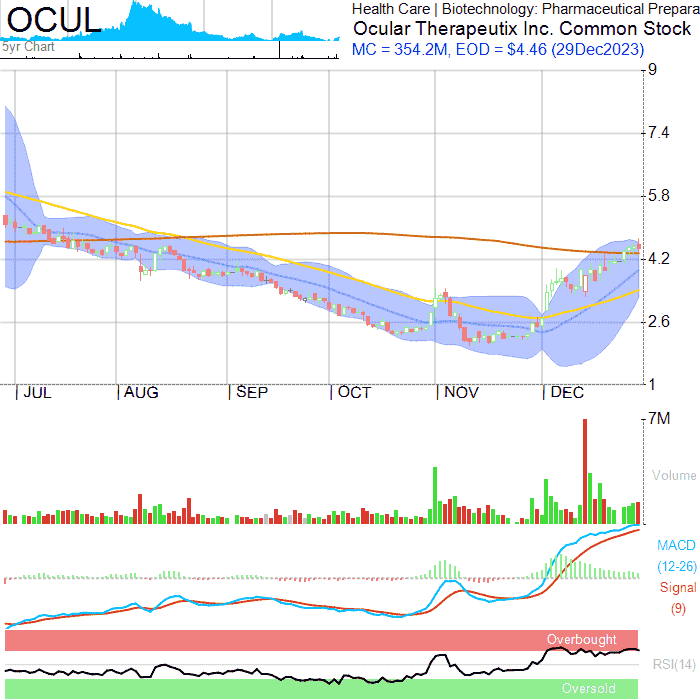 OCUL
5yr Chart
Health Care | Biotechnology: Pharmaceutical Prepara
Ocular Therapeutix Inc. Common Stock
MC = 354.2M, EOD = $4.46 (29Dec2023)
9
7.4
5.8
4.2
2.6
1
JUL
AUG
SEP
OCT
NOV
DEC
7M
Volume
MACD
(12-26)
Signal
(9)
Overbought
RSI(14)
Oversold